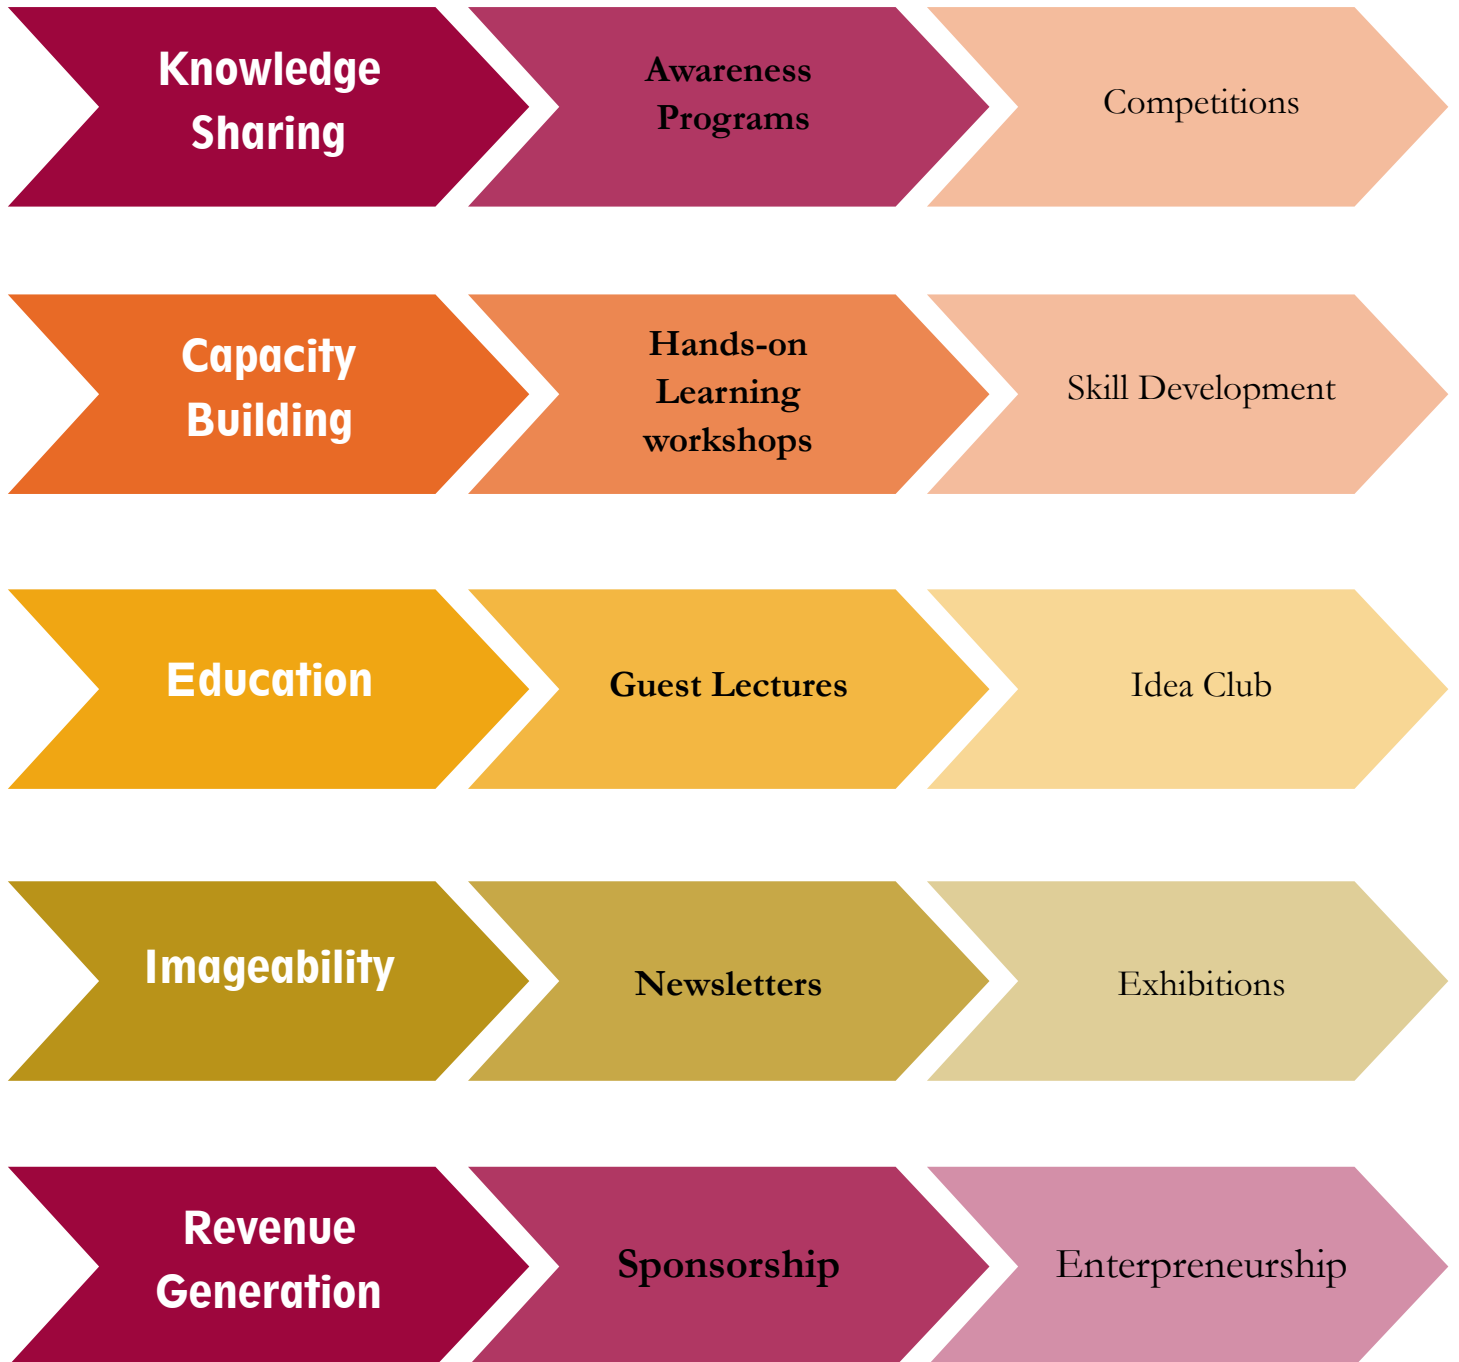 Knowledge
Sharing
Awareness
Programs
Competitions
Capacity
Building
Hands-on
Learning
workshops
Skill Development
Education
Guest Lectures
Idea Club
Imageability
Newsletters
Exhibitions
Revenue
Generation
Sponsorship
Enterpreneurship